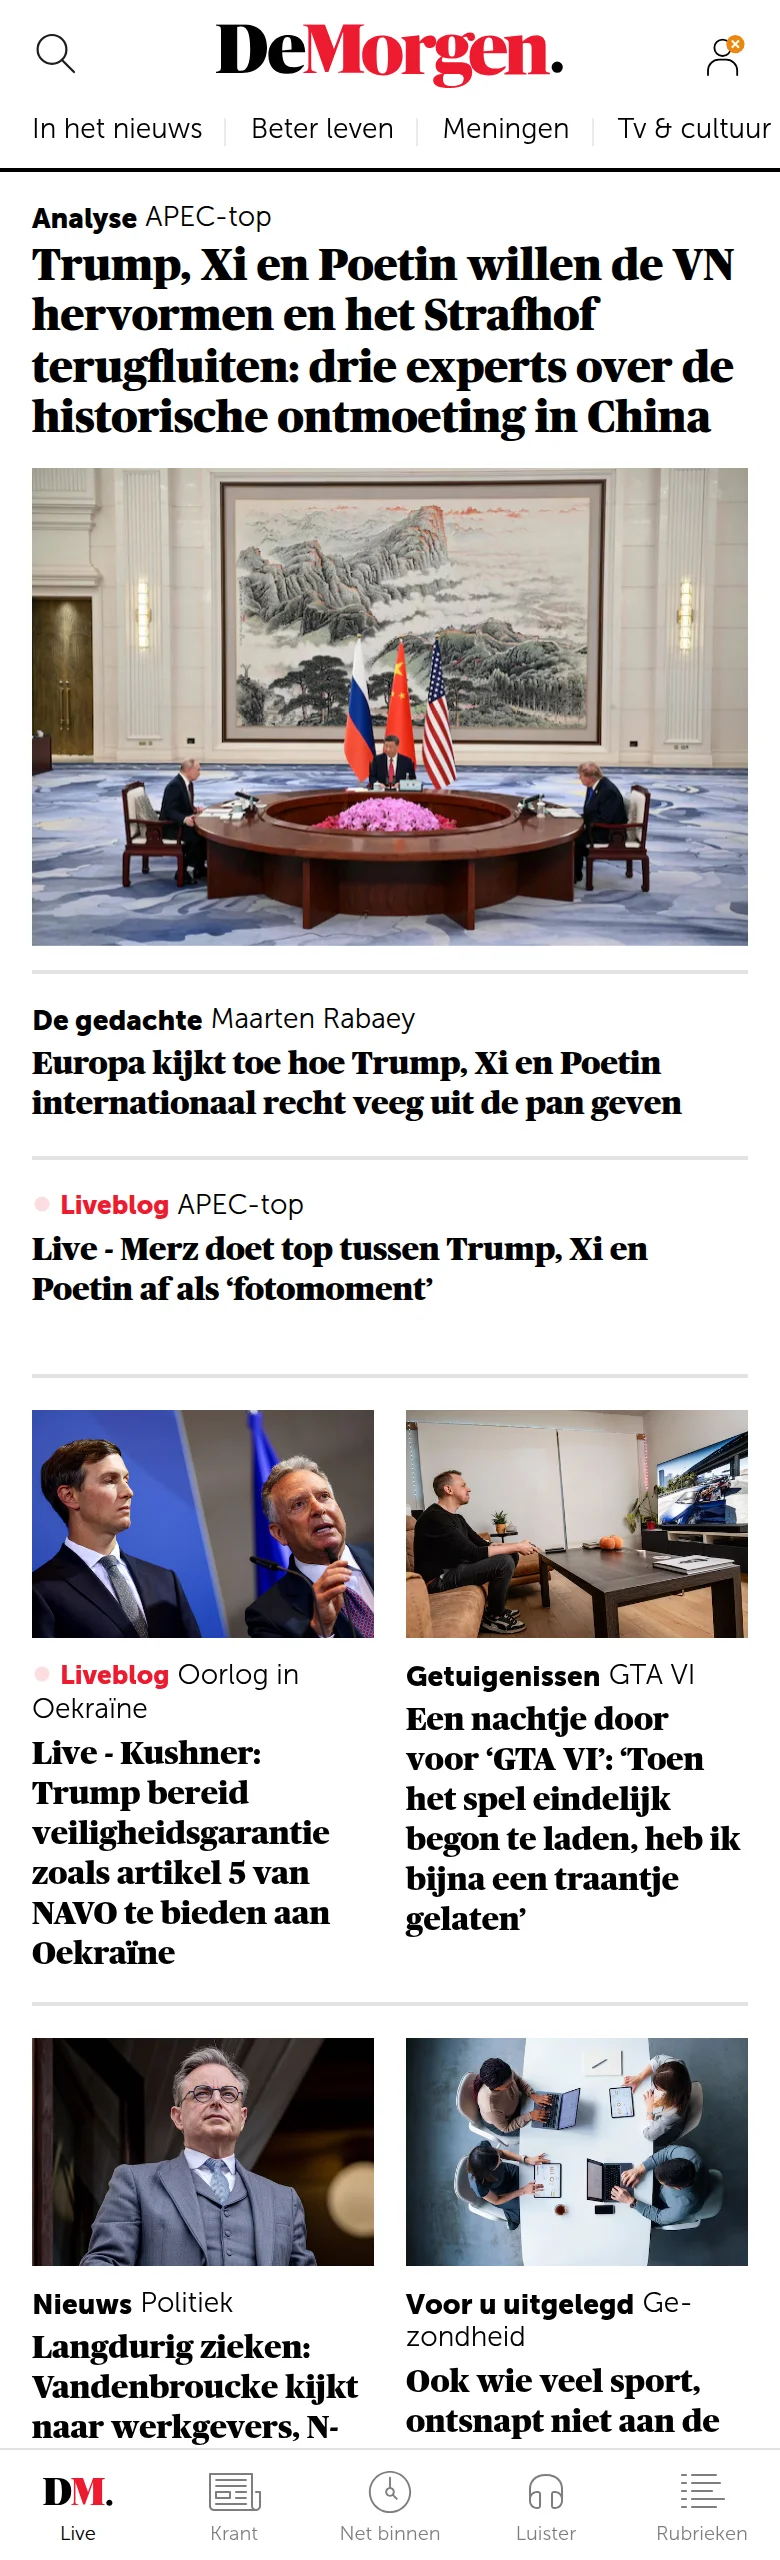 DeMorgen.
In het nieuws
Beter leven
Meningen
Tv & cultuur
Analyse APEC-top
Trump, Xi en Poetin willen de VN
hervormen en het Strafhof
terugfluiten: drie experts over de
historische ontmoeting in China
De gedachte Maarten Rabaey
Europa kijkt toe hoe Trump, Xi en Poetin
internationaal recht veeg uit de pan geven
Liveblog APEC-top
Live - Merz doet top tussen Trump, Xi en
Poetin af als ‘fotomoment’
Liveblog Oorlog in
Oekraïne
Live - Kushner:
Trump bereid
veiligheidsgarantie
zoals artikel 5 van
NAVO te bieden aan
Oekraïne
Getuigenissen GTA VI
Een nachtje door
voor ‘GTA VI’: ‘Toen
het spel eindelijk
begon te laden, heb ik
bijna een traantje
gelaten’
Nieuws Politiek
Langdurig zieken:
Vandenbroucke kijkt
naar werkgevers, N-
Voor u uitgelegd Ge-
zondheid
Ook wie veel sport,
ontsnapt niet aan de
DM.
Live
Krant
Net binnen
Luister
Rubrieken